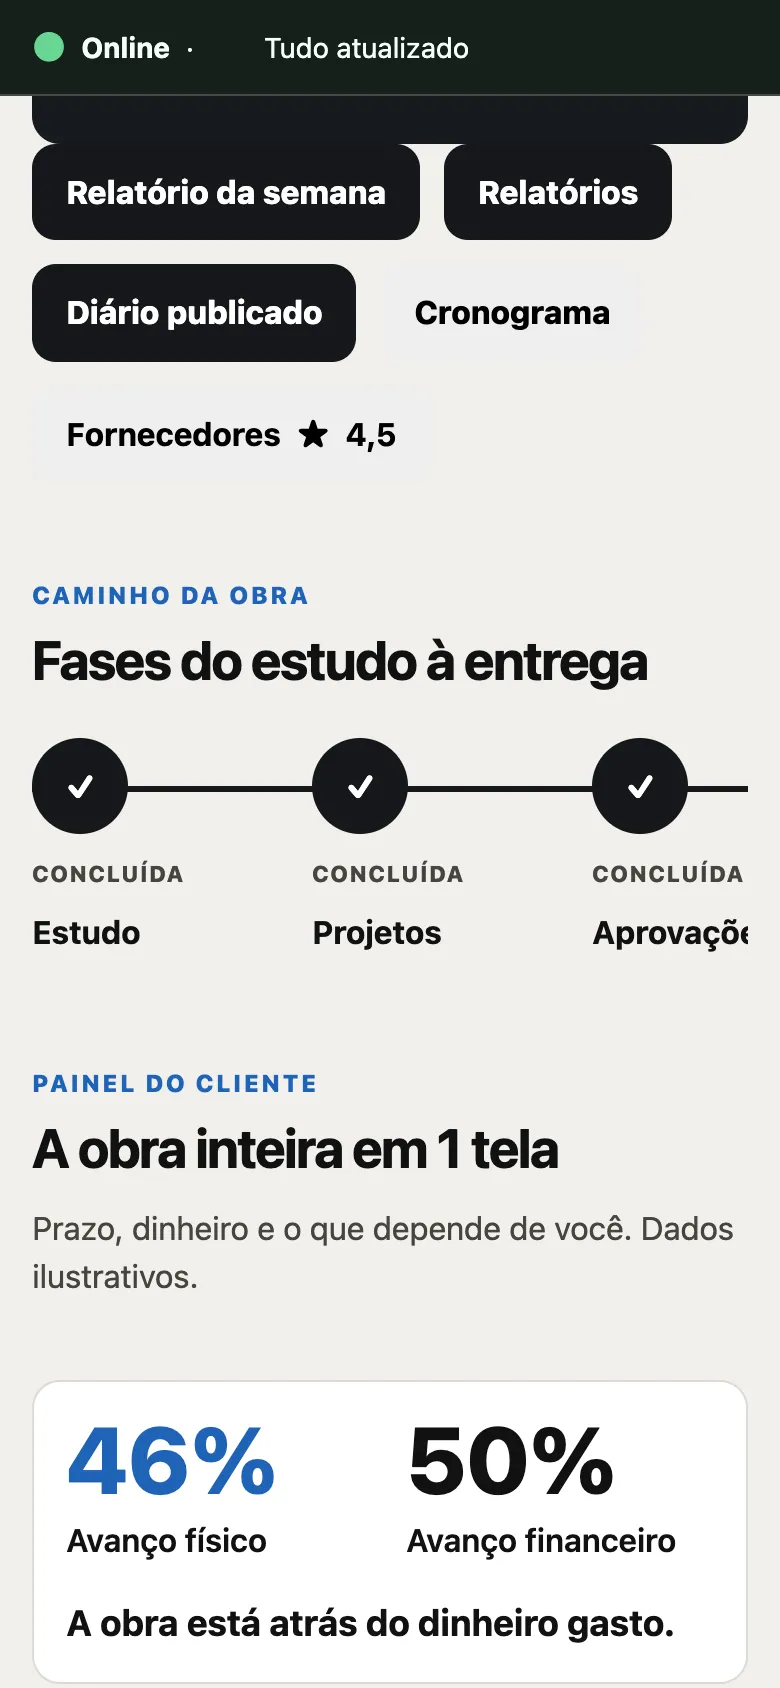 Online · Tudo atualizado
Relatório da semana Relatórios
Diário publicado Cronograma
Fornecedores ★ 4,5
CAMINHO DA OBRA
Fases do estudo à entrega
CONCLUÍDA CONCLUÍDA CONCLUÍDA
Estudo Projetos Aprovaçõe
PAINEL DO CLIENTE
A obra inteira em 1 tela
Prazo, dinheiro e o que depende de você. Dados
ilustrativos.
46% 50%
Avanço físico Avanço financeiro
A obra está atrás do dinheiro gasto.